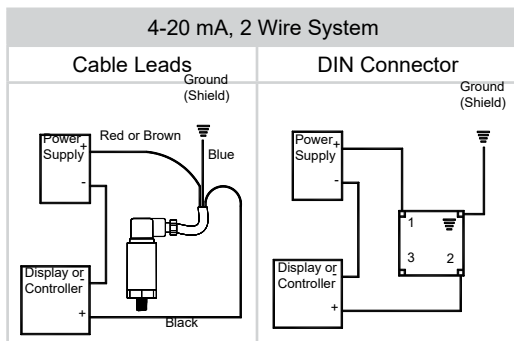 4-20 mA, 2 Wire System
Cable Leads
DIN Connector
Ground
(Shield)
Red or Brown
Power
Supply
+
-
Blue
Display or
Controller
-
+
Black
Ground
(Shield)
Power
Supply
+
-
1
3
2
Display or
Controller
-
+